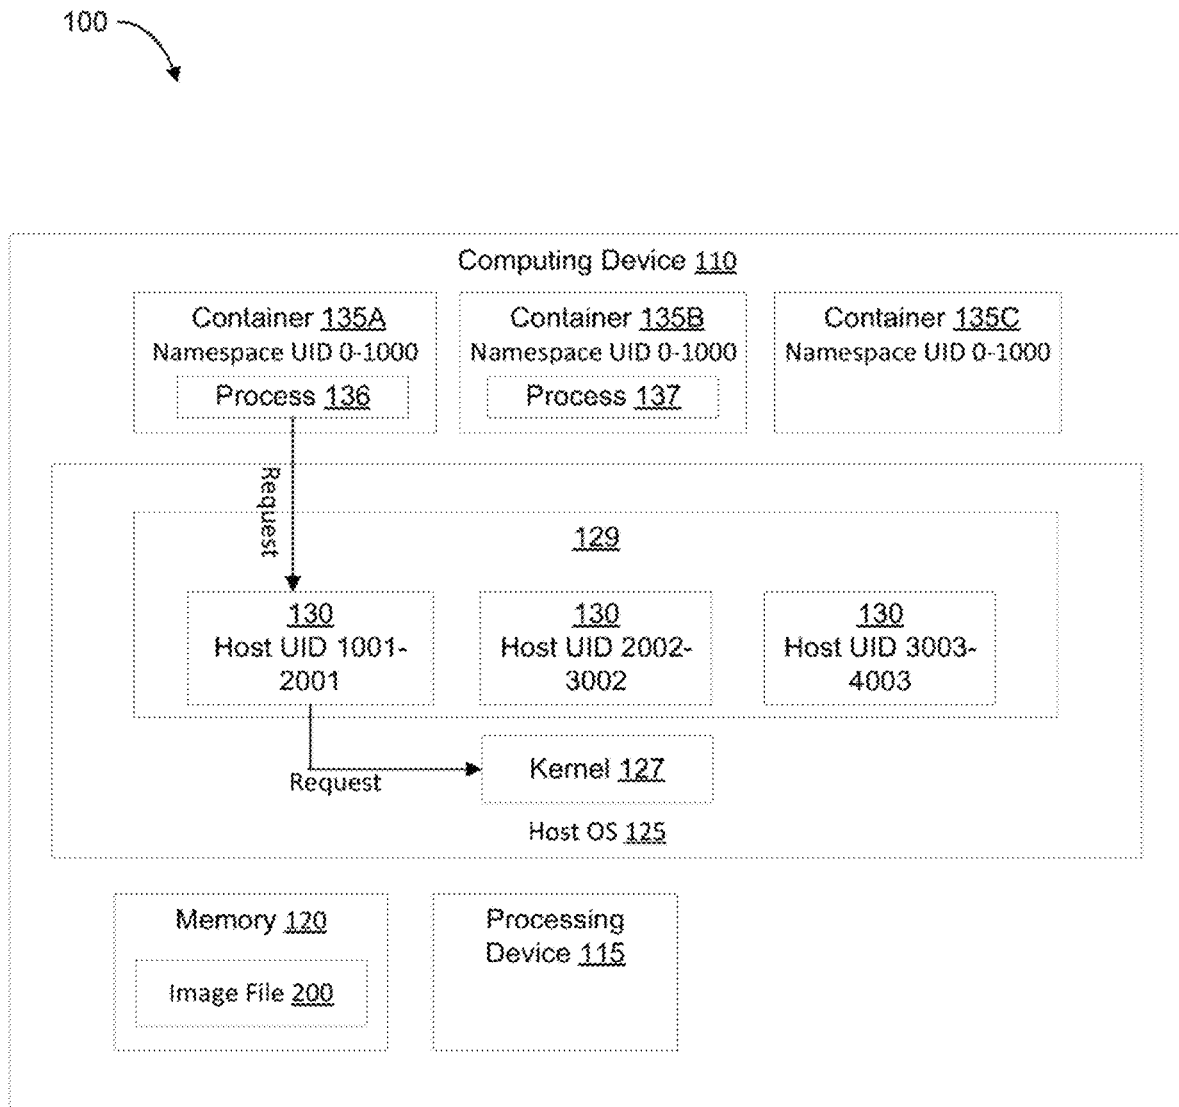 100
Computing Device 110
Container 135A
Namespace UID 0-1000
Process 136
Container 135B
Namespace UID 0-1000
Process 137
Container 135C
Namespace UID 0-1000
Request
129
130
Host UID 1001-
2001
130
Host UID 2002-
3002
130
Host UID 3003-
4003
Request
Kernel 127
Host OS 125
Memory 120
Image File 200
Processing
Device 115